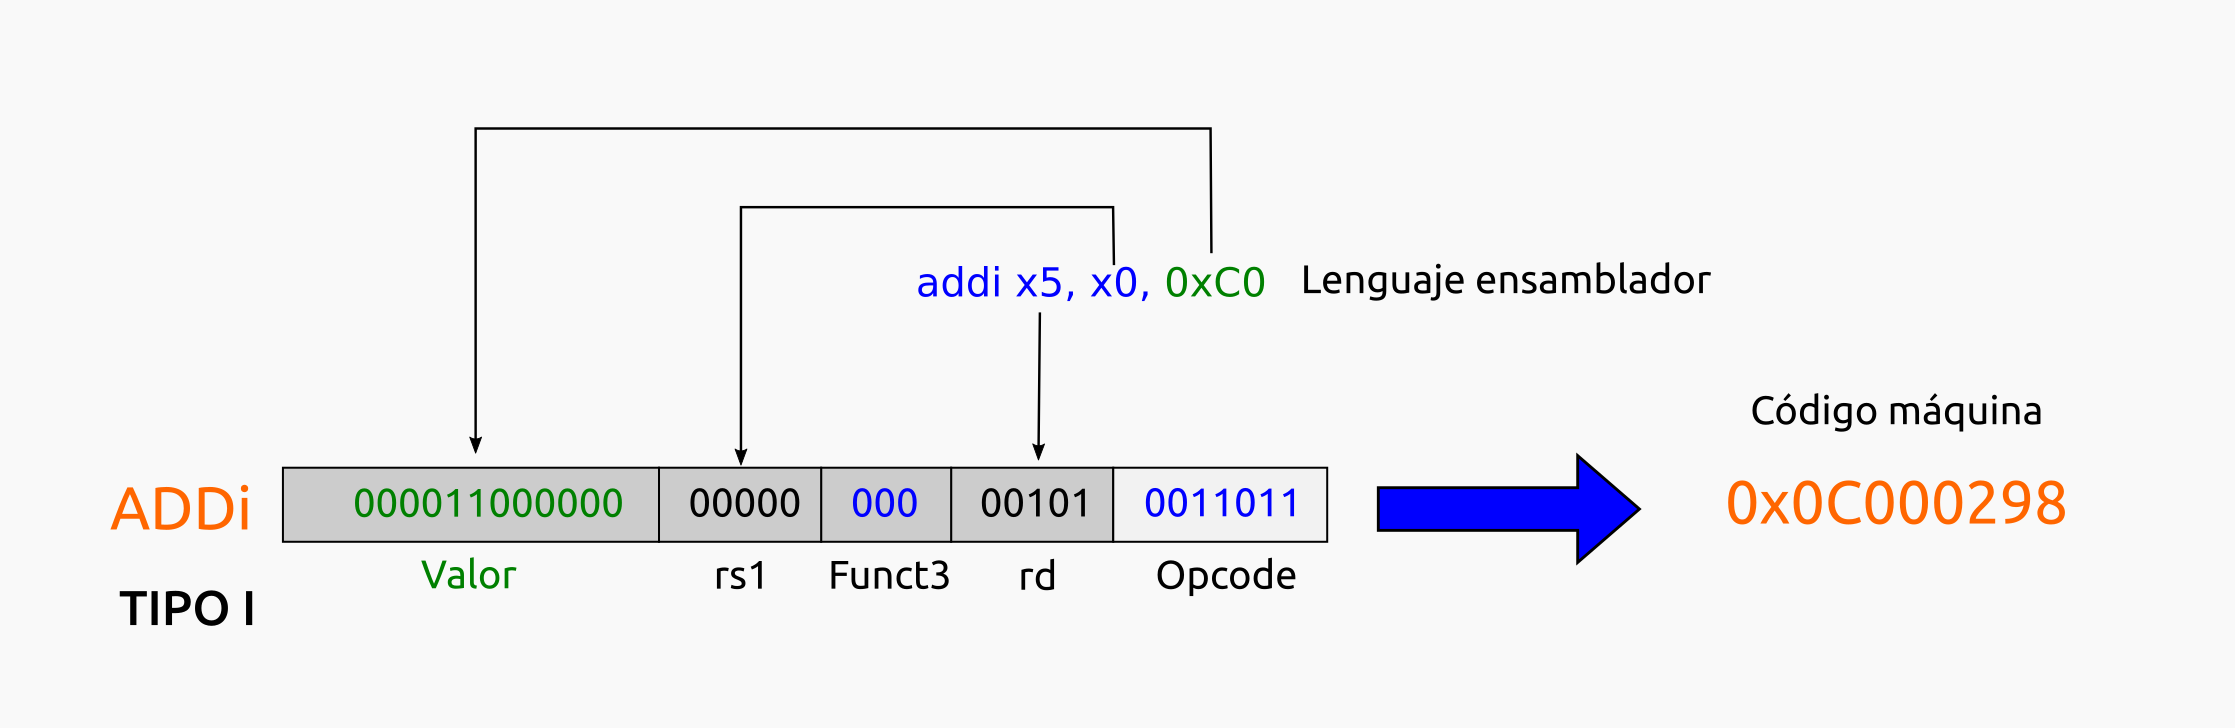 addi x5, x0, 0xC0 Lenguaje ensamblador
Código máquina
ADDi 000011000000 00000 000 00101 0011011 0x0C000298
Valor rs1 Funct3 rd Opcode
TIPO I